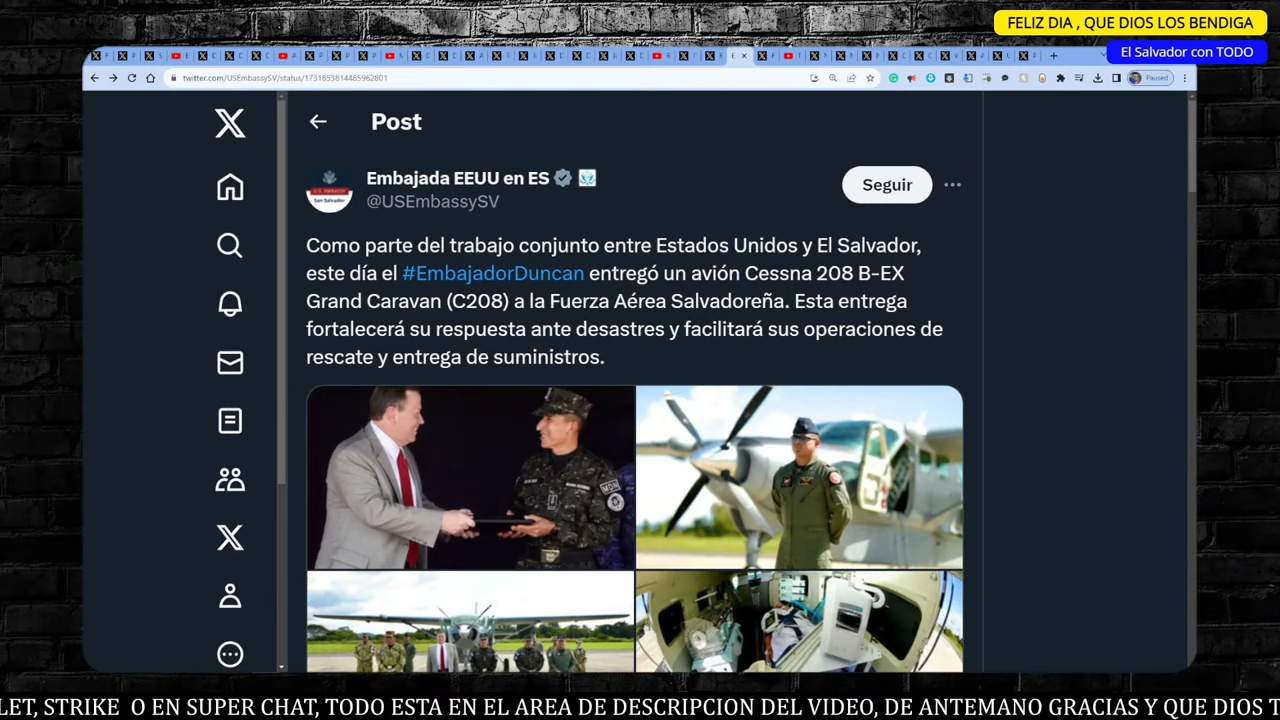 FELIZ DIA , QUE DIOS LOS BENDIGA
El Salvador con TODO
twitter.com/USEmbassySV/status/1731853814485962801
Paused
Post
Embajada EEUU en ES
@USEmbassySV
Seguir
Como parte del trabajo conjunto entre Estados Unidos y El Salvador,
este día el #EmbajadorDuncan entregó un avión Cessna 208 B-EX
Grand Caravan (C208) a la Fuerza Aérea Salvadoreña. Esta entrega
fortalecerá su respuesta ante desastres y facilitará sus operaciones de
rescate y entrega de suministros.
LET, STRIKE O EN SUPER CHAT, TODO ESTA EN EL AREA DE DESCRIPCION DEL VIDEO, DE ANTEMANO GRACIAS Y QUE DIOS T